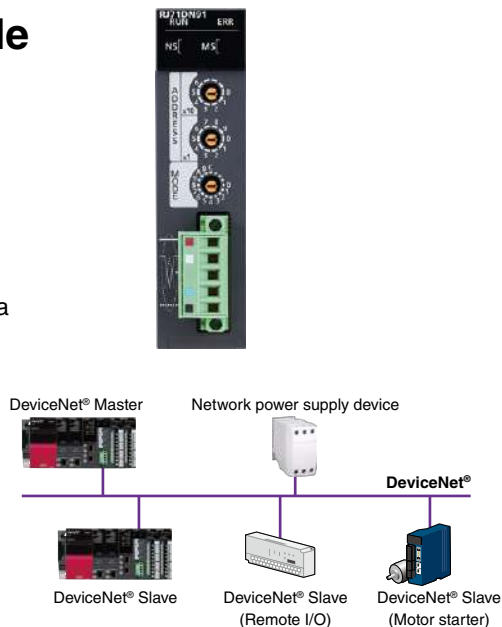 le
RJ71DN91
RUN ERR
NS MS
ADDRESS
x10
x1
MODE
a
DeviceNet® Master
Network power supply device
DeviceNet®
DeviceNet® Slave
DeviceNet® Slave
(Remote I/O)
DeviceNet® Slave
(Motor starter)